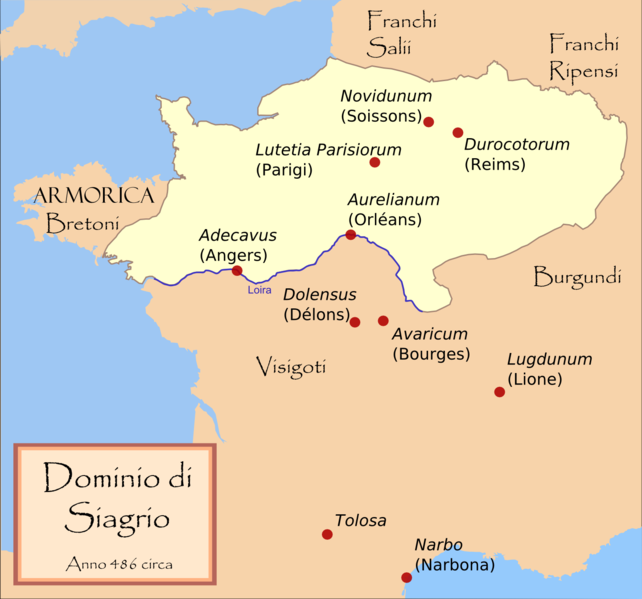 Franchi
Salii
Franchi
Ripensi
Novidunum
(Soissons)
Durocotorum
(Reims)
Lutetia Parisiorum
(Parigi)
ARMORICA
Bretoni
Aurelianum
(Orléans)
Adecavus
(Angers)
Loira
Burgundi
Dolensus
(Délons)
Avaricum
(Bourges)
Visigoti
Lugdunum
(Lione)
Dominio di
Siagrio
Anno 486 circa
Tolosa
Narbo
(Narbona)